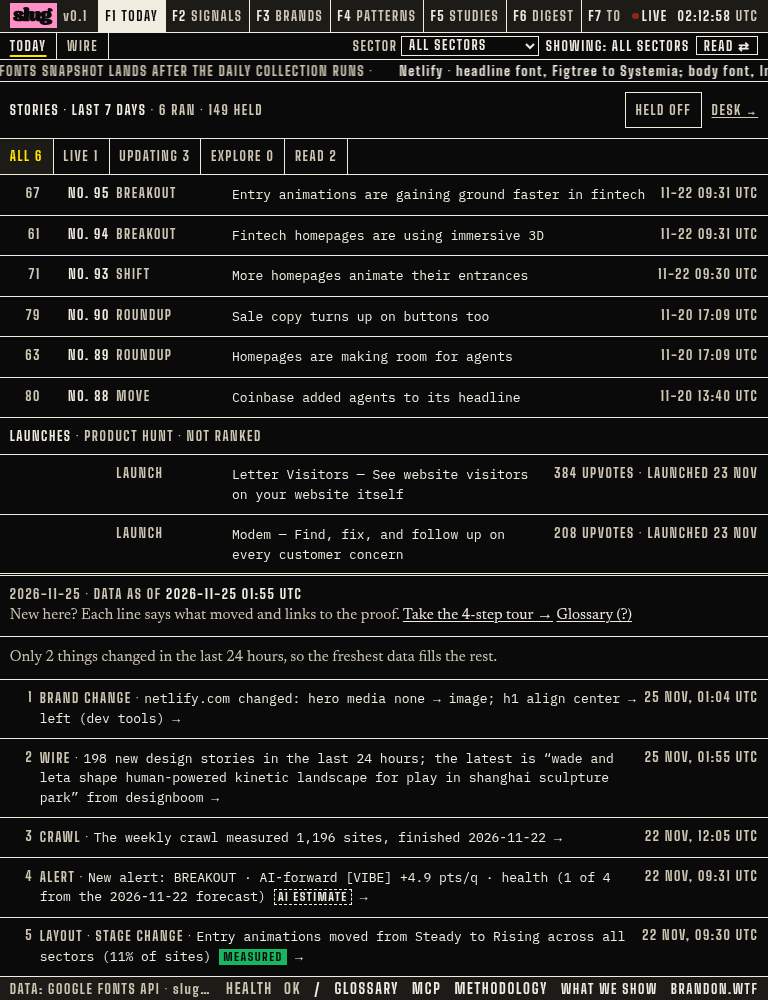 slug v0.1 F1 TODAY F2 SIGNALS F3 BRANDS F4 PATTERNS F5 STUDIES F6 DIGEST F7 TO LIVE 02:12:58 UTC
TODAY WIRE SECTOR ALL SECTORS SHOWING: ALL SECTORS READ ⇄
FONTS SNAPSHOT LANDS AFTER THE DAILY COLLECTION RUNS · Netlify · headline font, Figtree to Systemia; body font,
STORIES · LAST 7 DAYS · 6 RAN · 149 HELD HELD OFF DESK →
ALL 6 LIVE 1 UPDATING 3 EXPLORE 0 READ 2
67 NO. 95 BREAKOUT Entry animations are gaining ground faster in fintech 11-22 09:31 UTC
61 NO. 94 BREAKOUT Fintech homepages are using immersive 3D 11-22 09:31 UTC
71 NO. 93 SHIFT More homepages animate their entrances 11-22 09:30 UTC
79 NO. 90 ROUNDUP Sale copy turns up on buttons too 11-20 17:09 UTC
63 NO. 89 ROUNDUP Homepages are making room for agents 11-20 17:09 UTC
80 NO. 88 MOVE Coinbase added agents to its headline 11-20 13:40 UTC
LAUNCHES · PRODUCT HUNT · NOT RANKED
LAUNCH Letter Visitors — See website visitors 384 UPVOTES · LAUNCHED 23 NOV
on your website itself
LAUNCH Modem — Find, fix, and follow up on 208 UPVOTES · LAUNCHED 23 NOV
every customer concern
2026-11-25 · DATA AS OF 2026-11-25 01:55 UTC
New here? Each line says what moved and links to the proof. Take the 4-step tour → Glossary (?)
Only 2 things changed in the last 24 hours, so the freshest data fills the rest.
1 BRAND CHANGE · netlify.com changed: hero media none → image; h1 align center → 25 NOV, 01:04 UTC
left (dev tools) →
2 WIRE · 198 new design stories in the last 24 hours; the latest is “wade and 25 NOV, 01:55 UTC
leta shape human-powered kinetic landscape for play in shanghai sculpture
park” from designboom →
3 CRAWL · The weekly crawl measured 1,196 sites, finished 2026-11-22 → 22 NOV, 12:05 UTC
4 ALERT · New alert: BREAKOUT · AI-forward [VIBE] +4.9 pts/q · health (1 of 4 22 NOV, 09:31 UTC
from the 2026-11-22 forecast) AI ESTIMATE →
5 LAYOUT · STAGE CHANGE · Entry animations moved from Steady to Rising across all 22 NOV, 09:30 UTC
sectors (11% of sites) MEASURED →
DATA: GOOGLE FONTS API · slug… HEALTH OK / GLOSSARY MCP METHODOLOGY WHAT WE SHOW BRANDON.WTF